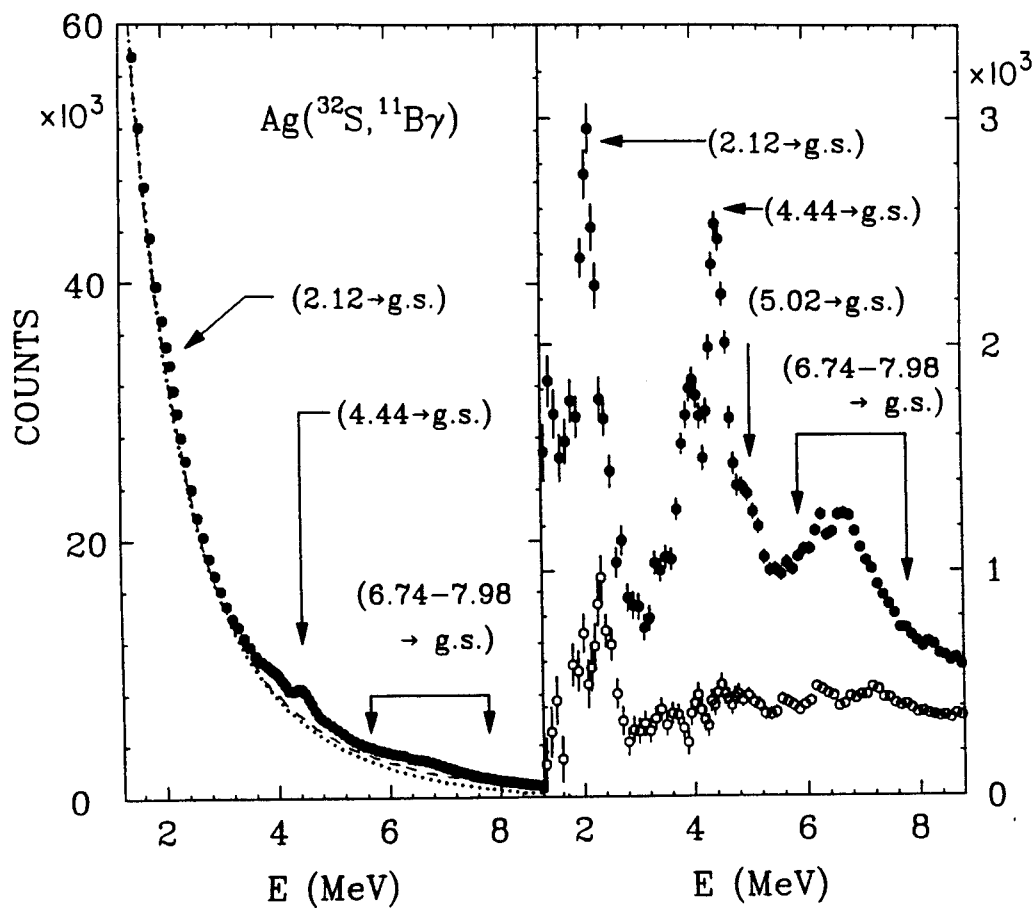 60
×10³
40
20
0
COUNTS
Ag(³²S,¹¹Bγ)
(2.12→g.s.)
(4.44→g.s.)
(6.74−7.98
→ g.s.)
2
4
6
8
E (MeV)
×10³
3
2
1
0
(2.12→g.s.)
(4.44→g.s.)
(5.02→g.s.)
(6.74−7.98
→ g.s.)
2
4
6
8
E (MeV)